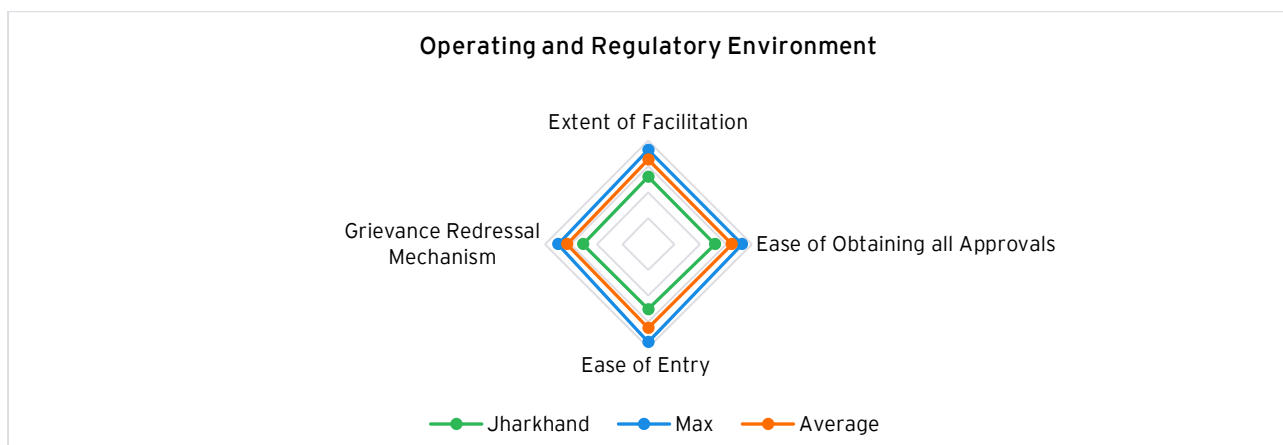 Operating and Regulatory Environment
Extent of Facilitation
Grievance Redressal
Mechanism
Ease of Obtaining all Approvals
Ease of Entry
Jharkhand
Max
Average